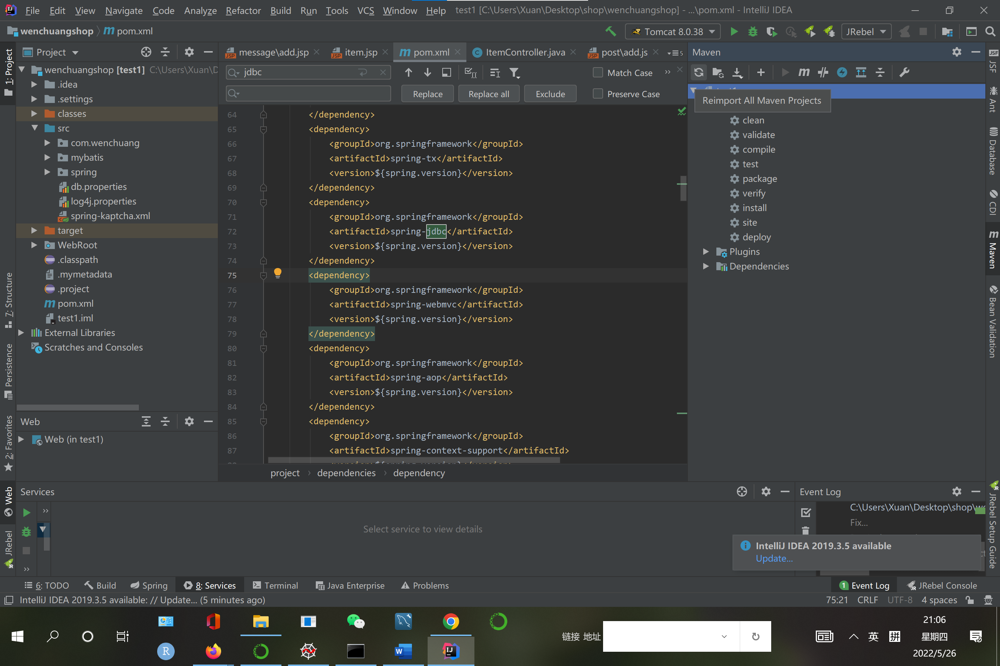 File Edit View Navigate Code Analyze Refactor Build Run Tools VCS Window Help test1 [C:\Users\Xuan\Desktop\shop\wenchuangshop] - ...\pom.xml - IntelliJ IDEA
wenchuangshop pom.xml Tomcat 8.0.38 JRebel
Project message\add.jsp item.jsp pom.xml ItemController.java post\add.js 5 Maven
wenchuangshop [test1] C:\Users\Xuan\D
.idea
.settings
classes
src
com.wenchuang
mybatis
spring
db.properties
log4j.properties
spring-kaptcha.xml
target
WebRoot
.classpath
.mymetadata
.project
pom.xml
test1.iml
External Libraries
Scratches and Consoles
Web
Web (in test1)
jdbc Match Case
Replace Replace all Exclude Preserve Case
64 </dependency>
65 <dependency>
66 <groupId>org.springframework</groupId>
67 <artifactId>spring-tx</artifactId>
68 <version>${spring.version}</version>
69 </dependency>
70 <dependency>
71 <groupId>org.springframework</groupId>
72 <artifactId>spring-jdbc</artifactId>
73 <version>${spring.version}</version>
74 </dependency>
75 <dependency>
76 <groupId>org.springframework</groupId>
77 <artifactId>spring-webmvc</artifactId>
78 <version>${spring.version}</version>
79 </dependency>
80 <dependency>
81 <groupId>org.springframework</groupId>
82 <artifactId>spring-aop</artifactId>
83 <version>${spring.version}</version>
84 </dependency>
85 <dependency>
86 <groupId>org.springframework</groupId>
87 <artifactId>spring-context-support</artifactId>
project › dependencies › dependency
Reimport All Maven Projects
clean
validate
compile
test
package
verify
install
site
deploy
Plugins
Dependencies
1: Project
7: Structure
Persistence
2: Favorites
Web
JRebel
JSF
Ant
Database
CDI
Maven
Bean Validation
JRebel Setup Guide
Services
Select service to view details
Event Log
C:\Users\Xuan\Desktop\shop\we
Fix...
IntelliJ IDEA 2019.3.5 available
Update...
6: TODO Build Spring 8: Services Terminal Java Enterprise Problems 1 Event Log JRebel Console
IntelliJ IDEA 2019.3.5 available: // Update... (5 minutes ago) 75:21 CRLF UTF-8 4 spaces
链接 地址
英 拼
21:06
星期四
2022/5/26